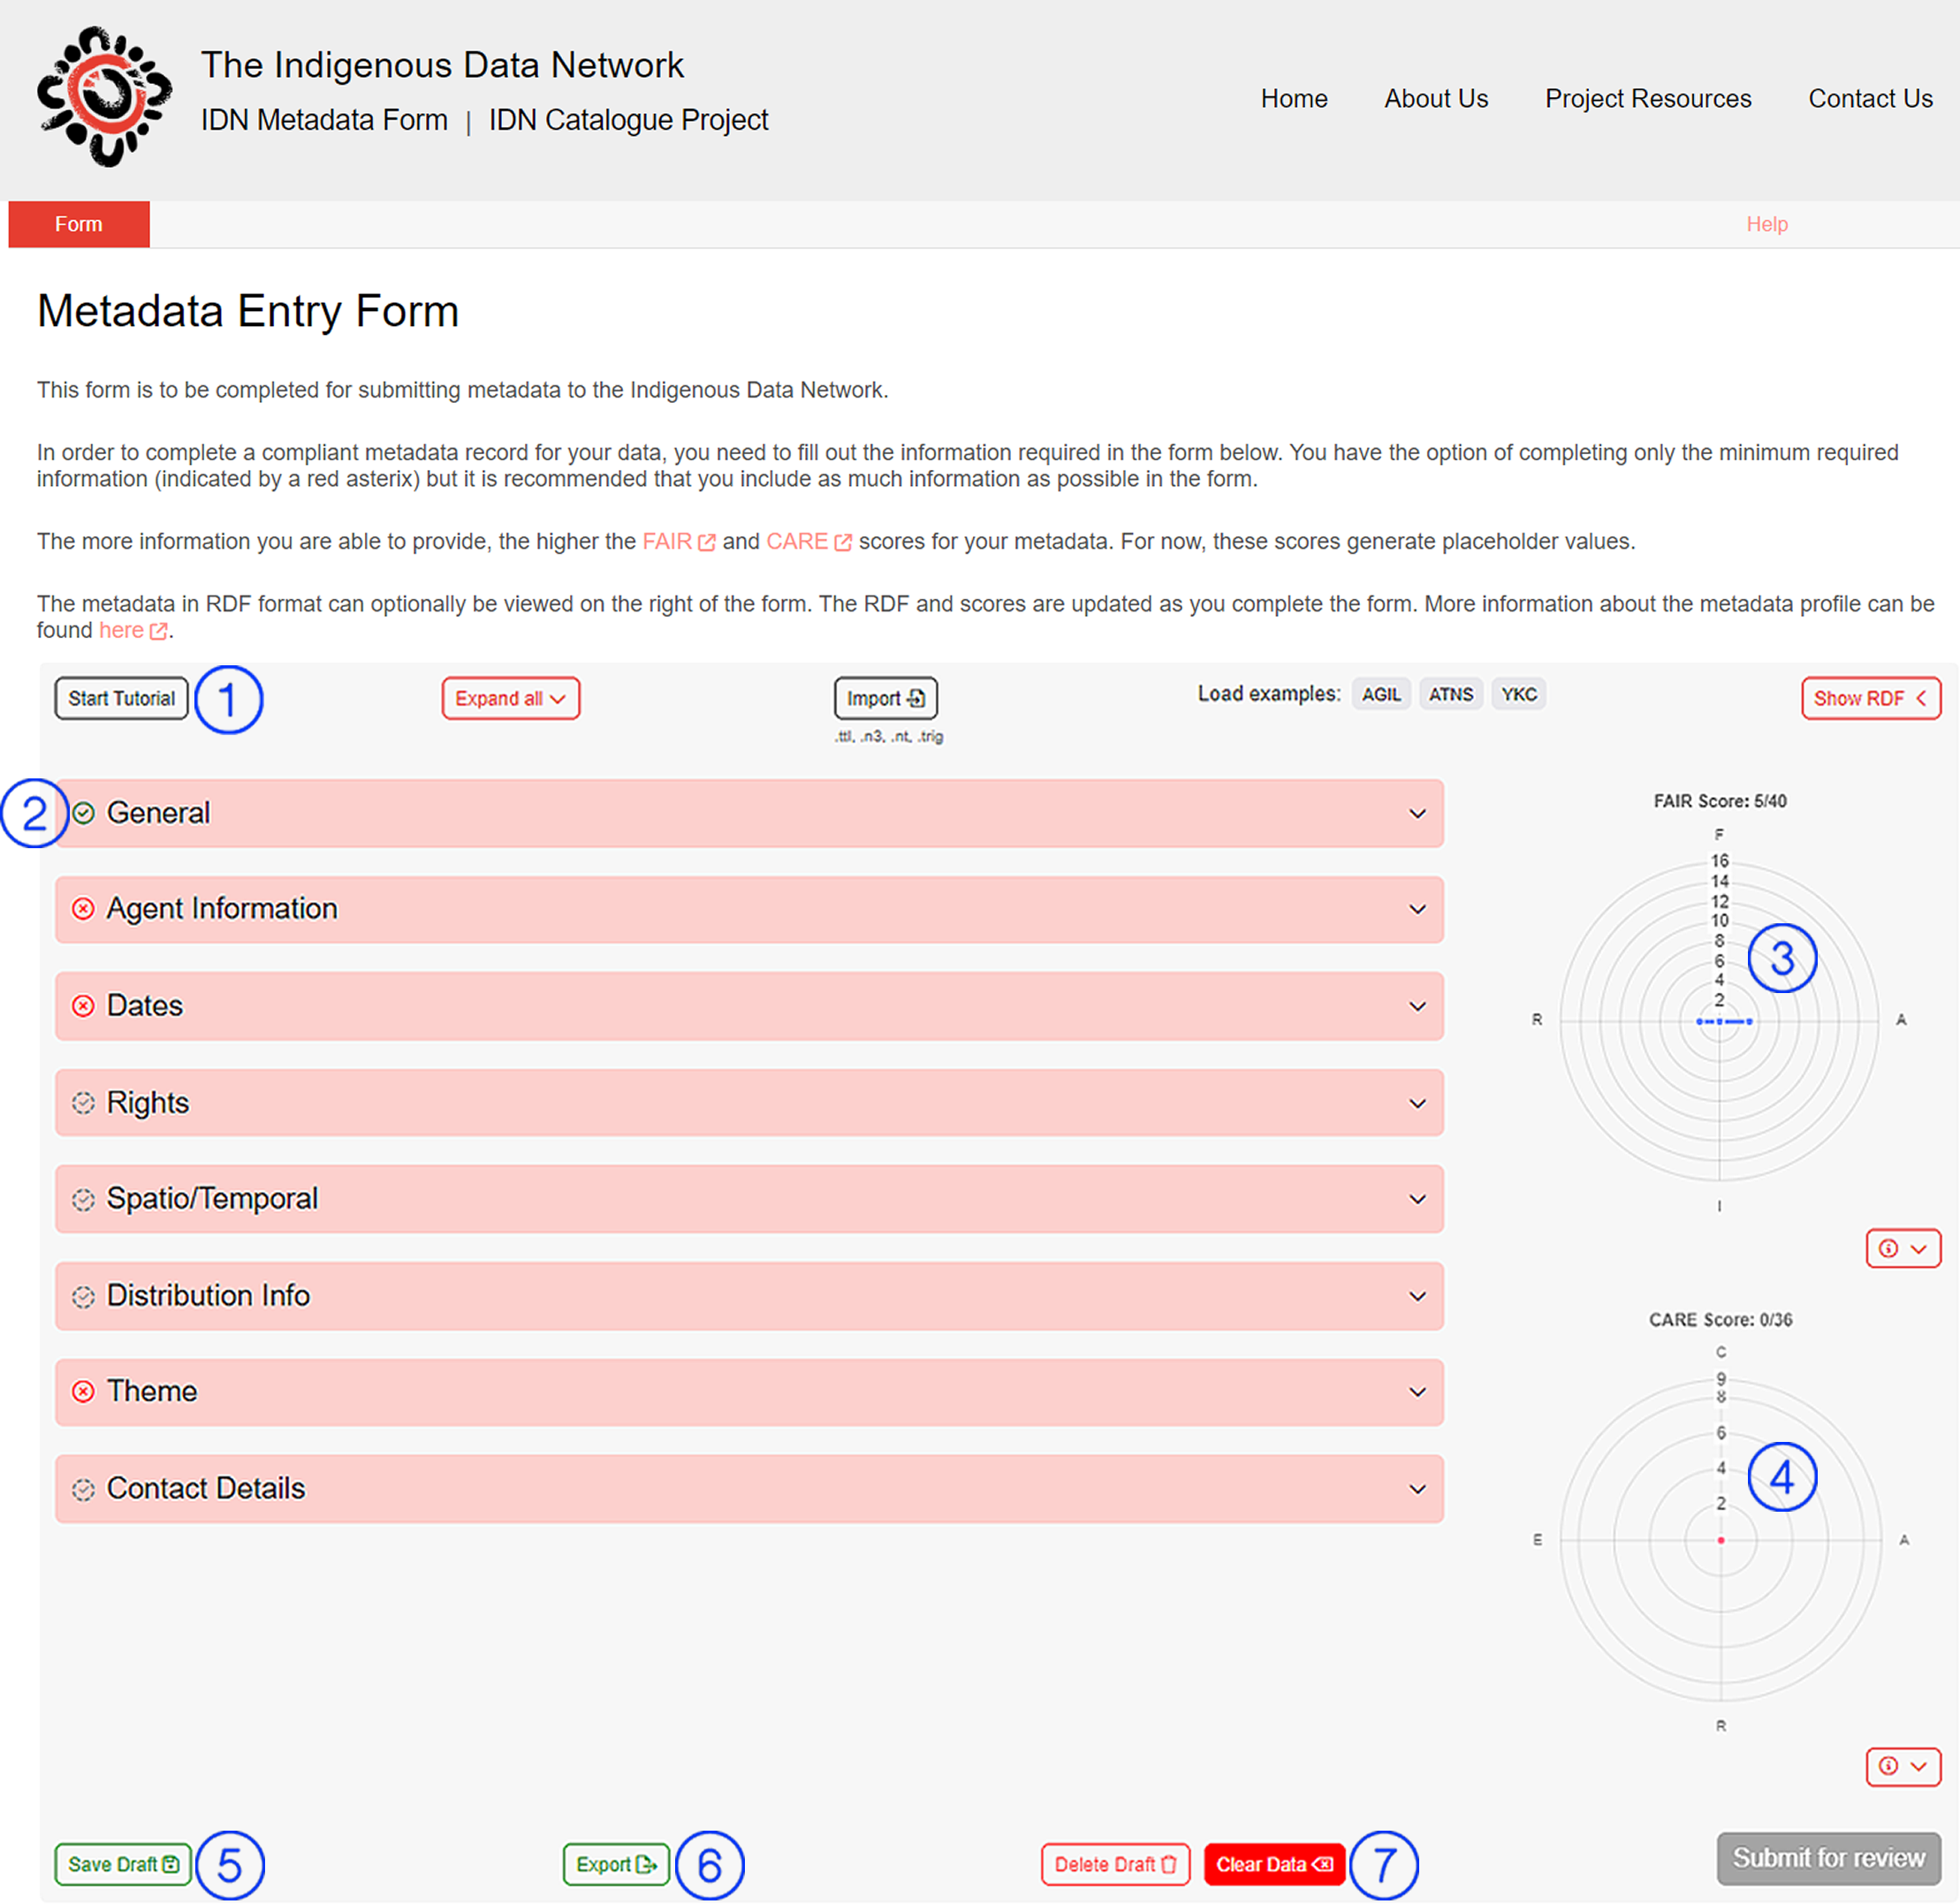 The Indigenous Data Network
IDN Metadata Form | IDN Catalogue Project
Home About Us Project Resources Contact Us
Form Help
Metadata Entry Form
This form is to be completed for submitting metadata to the Indigenous Data Network.
In order to complete a compliant metadata record for your data, you need to fill out the information required in the form below. You have the option of completing only the minimum required
information (indicated by a red asterix) but it is recommended that you include as much information as possible in the form.
The more information you are able to provide, the higher the FAIR and CARE scores for your metadata. For now, these scores generate placeholder values.
The metadata in RDF format can optionally be viewed on the right of the form. The RDF and scores are updated as you complete the form. More information about the metadata profile can be
found here.
Start Tutorial 1 Expand all Import Load examples: AGIL ATNS YKC Show RDF
.ttl, .n3, .nt, .trig
2 General
Agent Information
Dates
Rights
Spatio/Temporal
Distribution Info
Theme
Contact Details
FAIR Score: 5/40
F
16
14
12
10
8
3
6
4
2
R A
I
CARE Score: 0/36
C
9
8
6
4 4
2
E A
R
Save Draft 5 Export 6 Delete Draft Clear Data 7 Submit for review